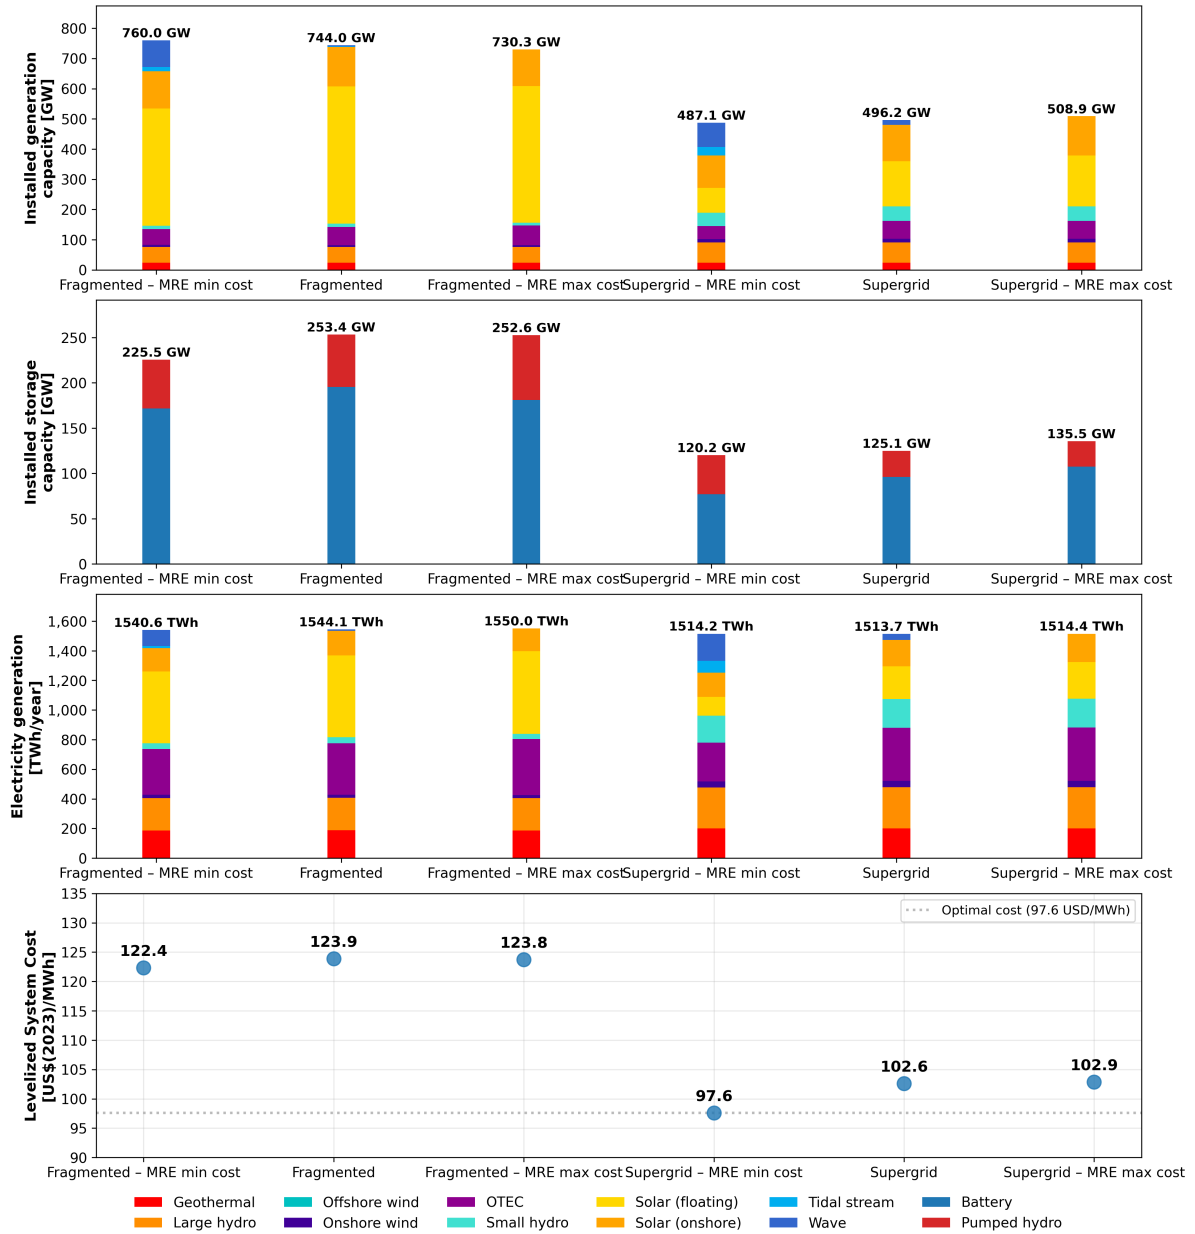 Installed generation
capacity [GW]
800
700
600
500
400
300
200
100
0
760.0 GW
744.0 GW
730.3 GW
487.1 GW
496.2 GW
508.9 GW
Fragmented – MRE min cost
Fragmented
Fragmented – MRE max cost
Supergrid – MRE min cost
Supergrid
Supergrid – MRE max cost
Installed storage
capacity [GW]
250
200
150
100
50
0
225.5 GW
253.4 GW
252.6 GW
120.2 GW
125.1 GW
135.5 GW
Fragmented – MRE min cost
Fragmented
Fragmented – MRE max cost
Supergrid – MRE min cost
Supergrid
Supergrid – MRE max cost
Electricity generation
[TWh/year]
1,600
1,400
1,200
1,000
800
600
400
200
0
1540.6 TWh
1544.1 TWh
1550.0 TWh
1514.2 TWh
1513.7 TWh
1514.4 TWh
Fragmented – MRE min cost
Fragmented
Fragmented – MRE max cost
Supergrid – MRE min cost
Supergrid
Supergrid – MRE max cost
Levelized System Cost
[US$(2023)/MWh]
135
130
125
120
115
110
105
100
95
90
Optimal cost (97.6 USD/MWh)
122.4
123.9
123.8
97.6
102.6
102.9
Fragmented – MRE min cost
Fragmented
Fragmented – MRE max cost
Supergrid – MRE min cost
Supergrid
Supergrid – MRE max cost
Geothermal
Large hydro
Offshore wind
Onshore wind
OTEC
Small hydro
Solar (floating)
Solar (onshore)
Tidal stream
Wave
Battery
Pumped hydro